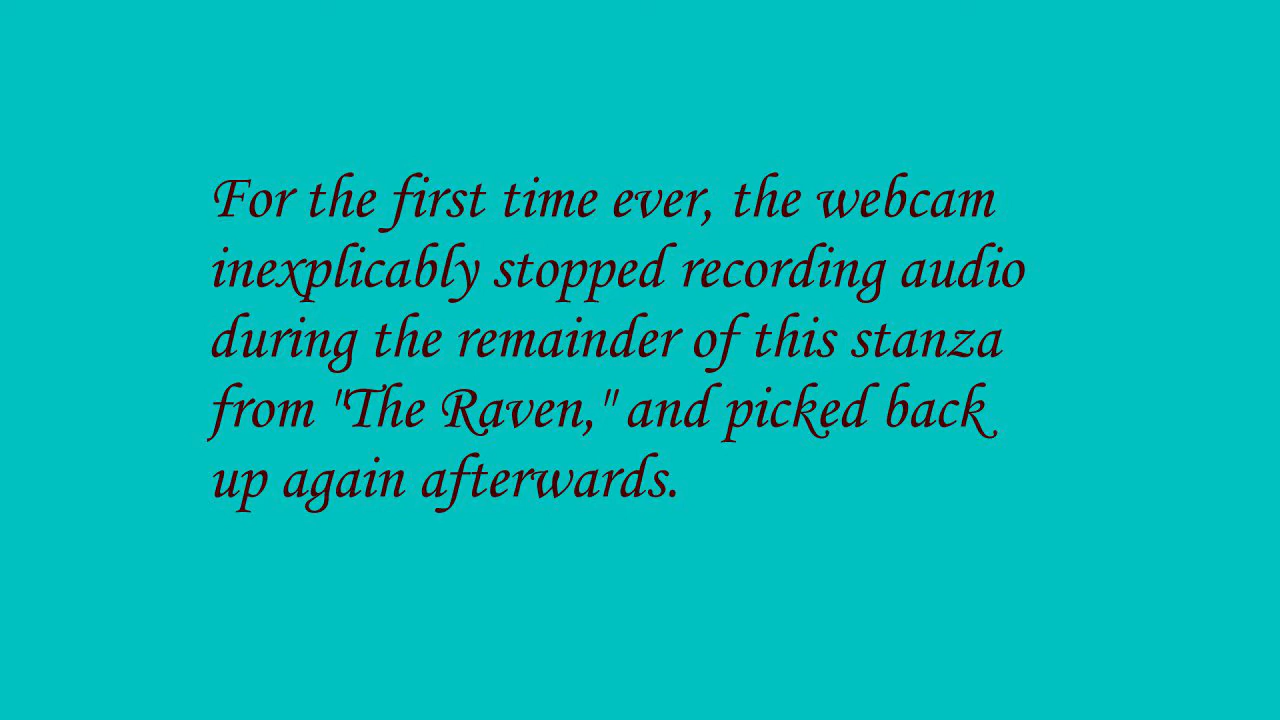 For the first time ever, the webcam
inexplicably stopped recording audio
during the remainder of this stanza
from "The Raven," and picked back
up again afterwards.